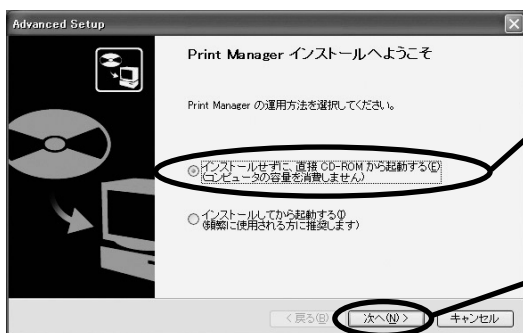 Advanced Setup
Print Manager インストールへようこそ
Print Manager の運用方法を選択してください。
インストールせずに、直接 CD-ROM から起動する(E)
(コンピュータの容量を消費しません)
インストールしてから起動する(I)
(頻繁に使用される方に推奨します)
< 戻る(B)
次へ(N) >
キャンセル